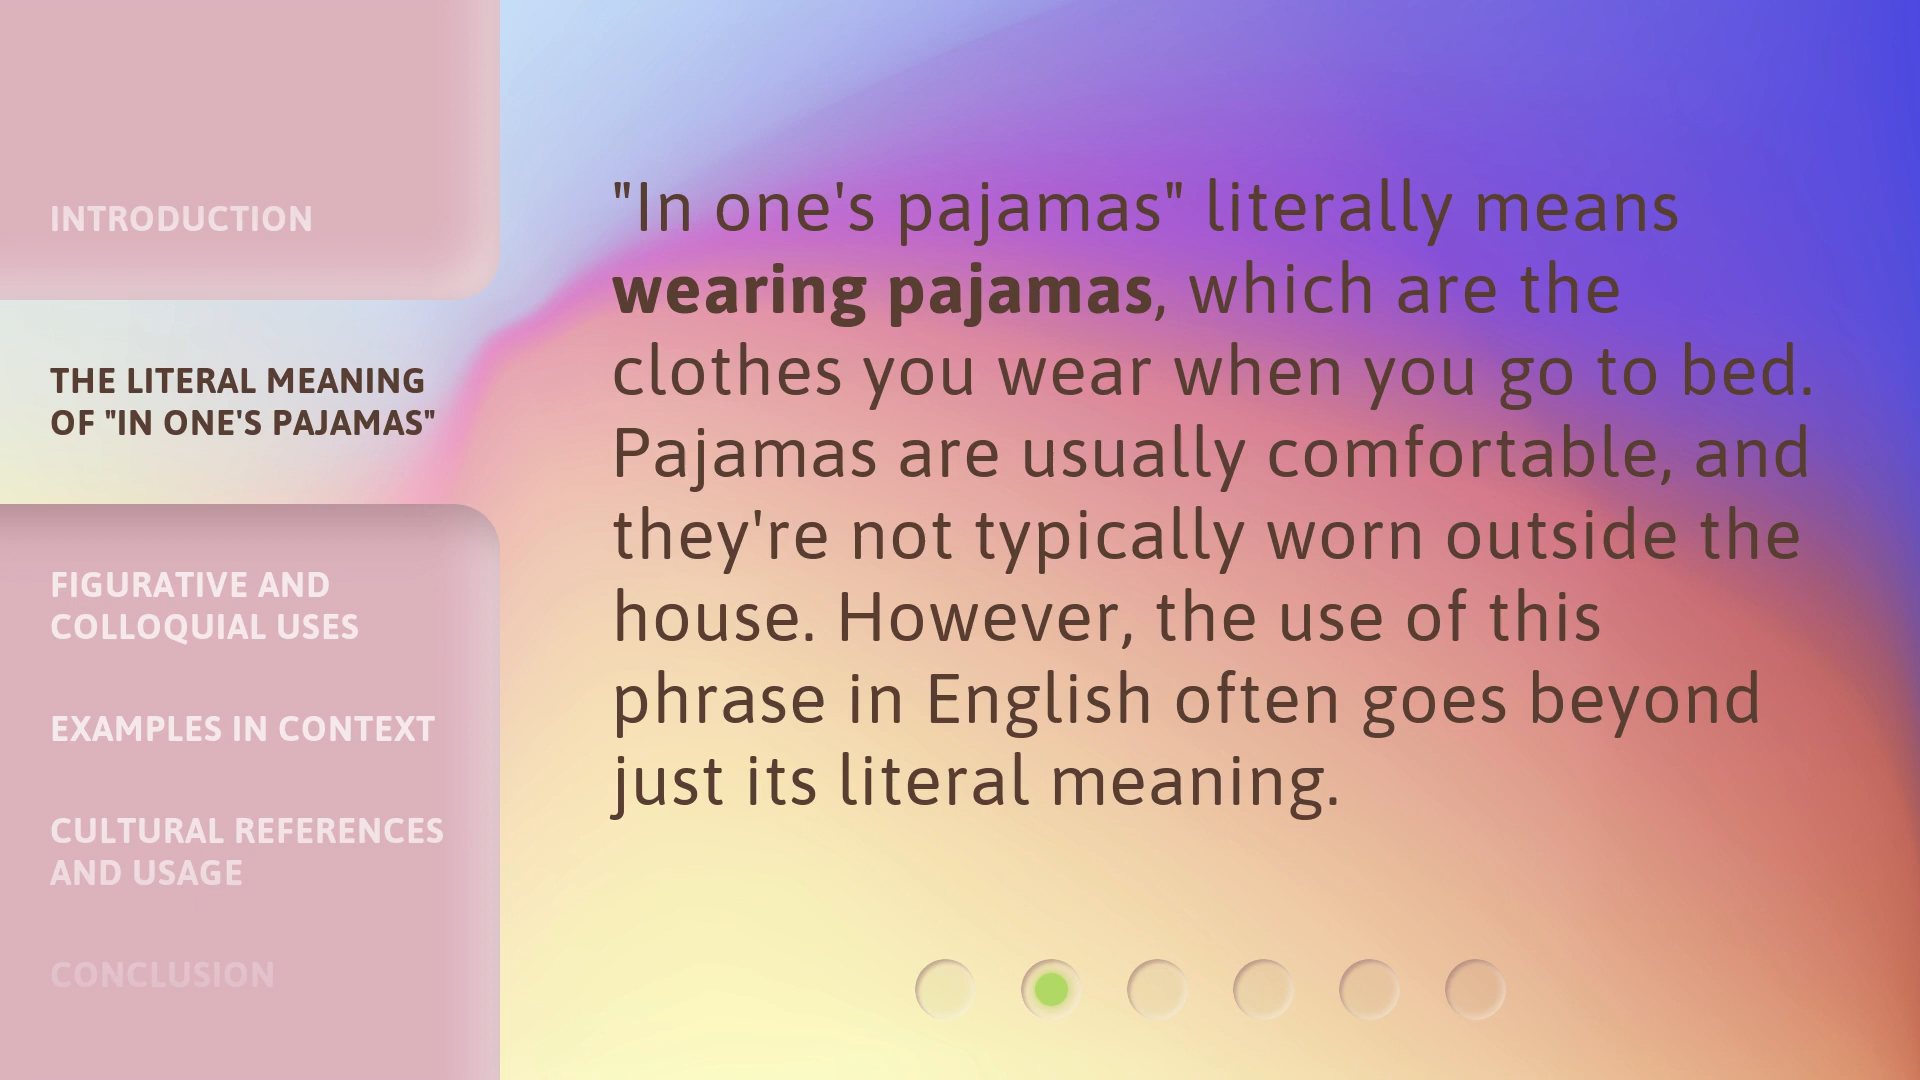 INTRODUCTION
THE LITERAL MEANING
OF "IN ONE'S PAJAMAS"
FIGURATIVE AND
COLLOQUIAL USES
EXAMPLES IN CONTEXT
CULTURAL REFERENCES
AND USAGE
CONCLUSION
"In one's pajamas" literally means
wearing pajamas, which are the
clothes you wear when you go to bed.
Pajamas are usually comfortable, and
they're not typically worn outside the
house. However, the use of this
phrase in English often goes beyond
just its literal meaning.